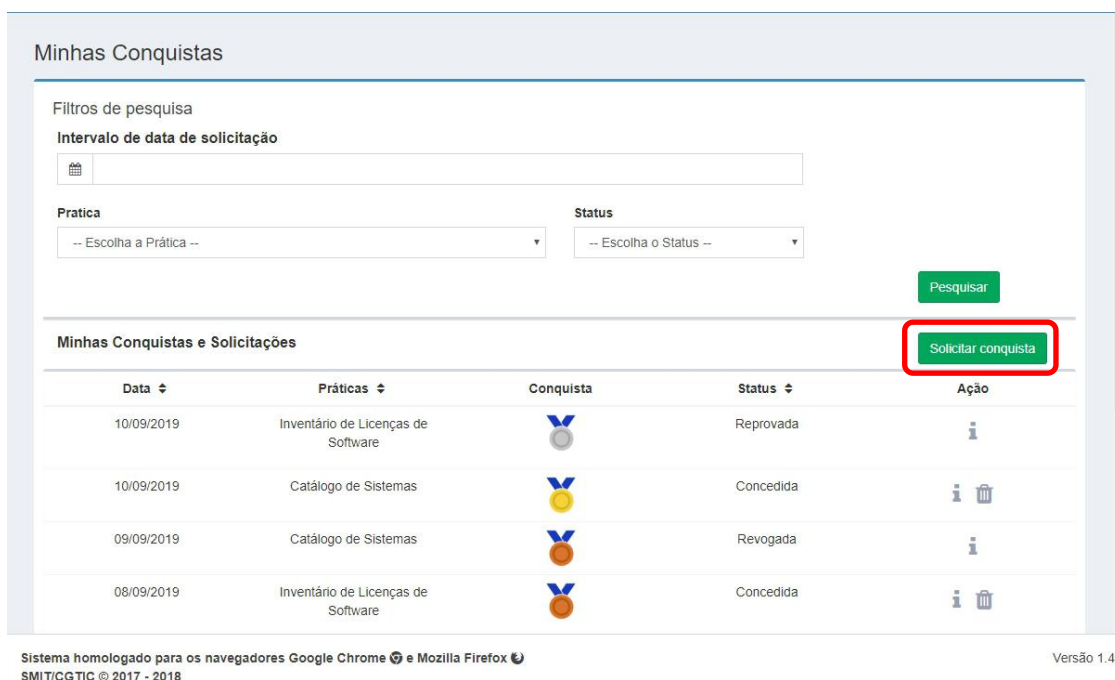 Minhas Conquistas
Filtros de pesquisa
Intervalo de data de solicitação
Pratica Status
-- Escolha a Prática -- -- Escolha o Status --
Pesquisar
Minhas Conquistas e Solicitações Solicitar conquista
Data Práticas Conquista Status Ação
10/09/2019 Inventário de Licenças de Reprovada
Software
10/09/2019 Catálogo de Sistemas Concedida
09/09/2019 Catálogo de Sistemas Revogada
08/09/2019 Inventário de Licenças de Concedida
Software
Sistema homologado para os navegadores Google Chrome e Mozilla Firefox Versão 1.4
SMIT/CGTIC © 2017 - 2018